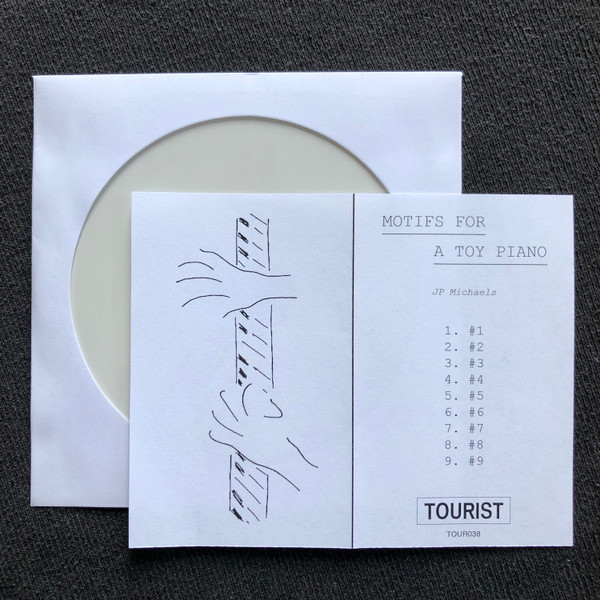 MOTIFS FOR
A TOY PIANO
JP Michaels
1. #1
2. #2
3. #3
4. #4
5. #5
6. #6
7. #7
8. #8
9. #9
TOURIST
TOUR038